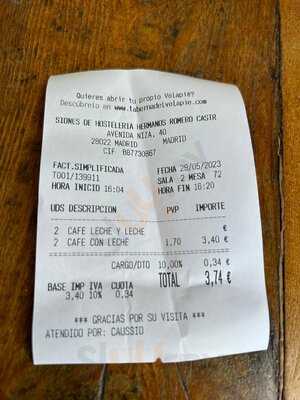 Quieres abrir tu propio Volapie?
Descúbrelo en www.tabernadelvolapie.com
SIONES DE HOSTELERIA HERMANOS ROMERO CASTR
AVENIDA NIZA, 40
28022 MADRID MADRID
CIF B87730867
FACT.SIMPLIFICADA FECHA 29/05/2023
T001/139911 SALA 2 MESA 72
HORA INICIO 16:04 HORA FIN 16:20
UDS DESCRIPCION PVP IMPORTE
2 CAFE LECHE Y LECHE €
2 CAFE CON LECHE 1,70 3,40 €
CARGO/DTO 10,00% 0,34 €
BASE IMP IVA CUOTA TOTAL 3,74 €
3,40 10% 0,34
*** GRACIAS POR SU VISITA ***
ATENDIDO POR: CAUSSIO